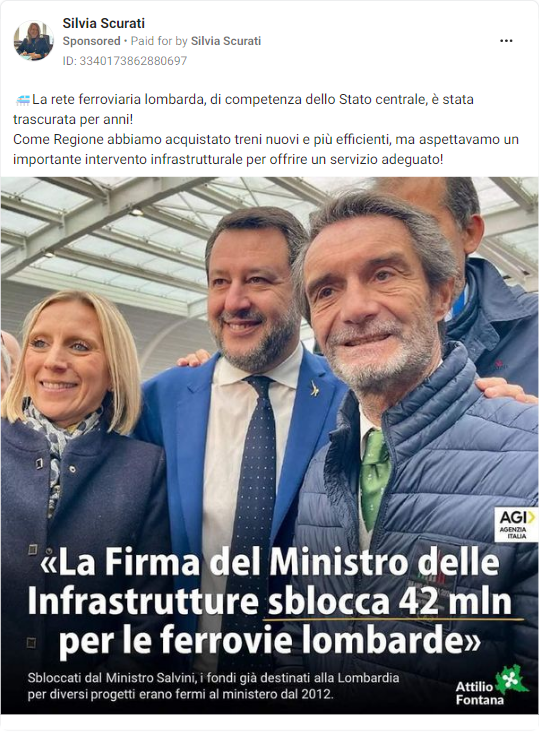 Silvia Scurati
Sponsored • Paid for by Silvia Scurati
ID: 3340173862880697
🚈La rete ferroviaria lombarda, di competenza dello Stato centrale, è stata
trascurata per anni!
Come Regione abbiamo acquistato treni nuovi e più efficienti, ma aspettavamo un
importante intervento infrastrutturale per offrire un servizio adeguato!
AGI
AGENZIA
ITALIA
«La Firma del Ministro delle
Infrastrutture sblocca 42 mln
per le ferrovie lombarde»
Sbloccati dal Ministro Salvini, i fondi già destinati alla Lombardia
per diversi progetti erano fermi al ministero dal 2012.
Attilio
Fontana